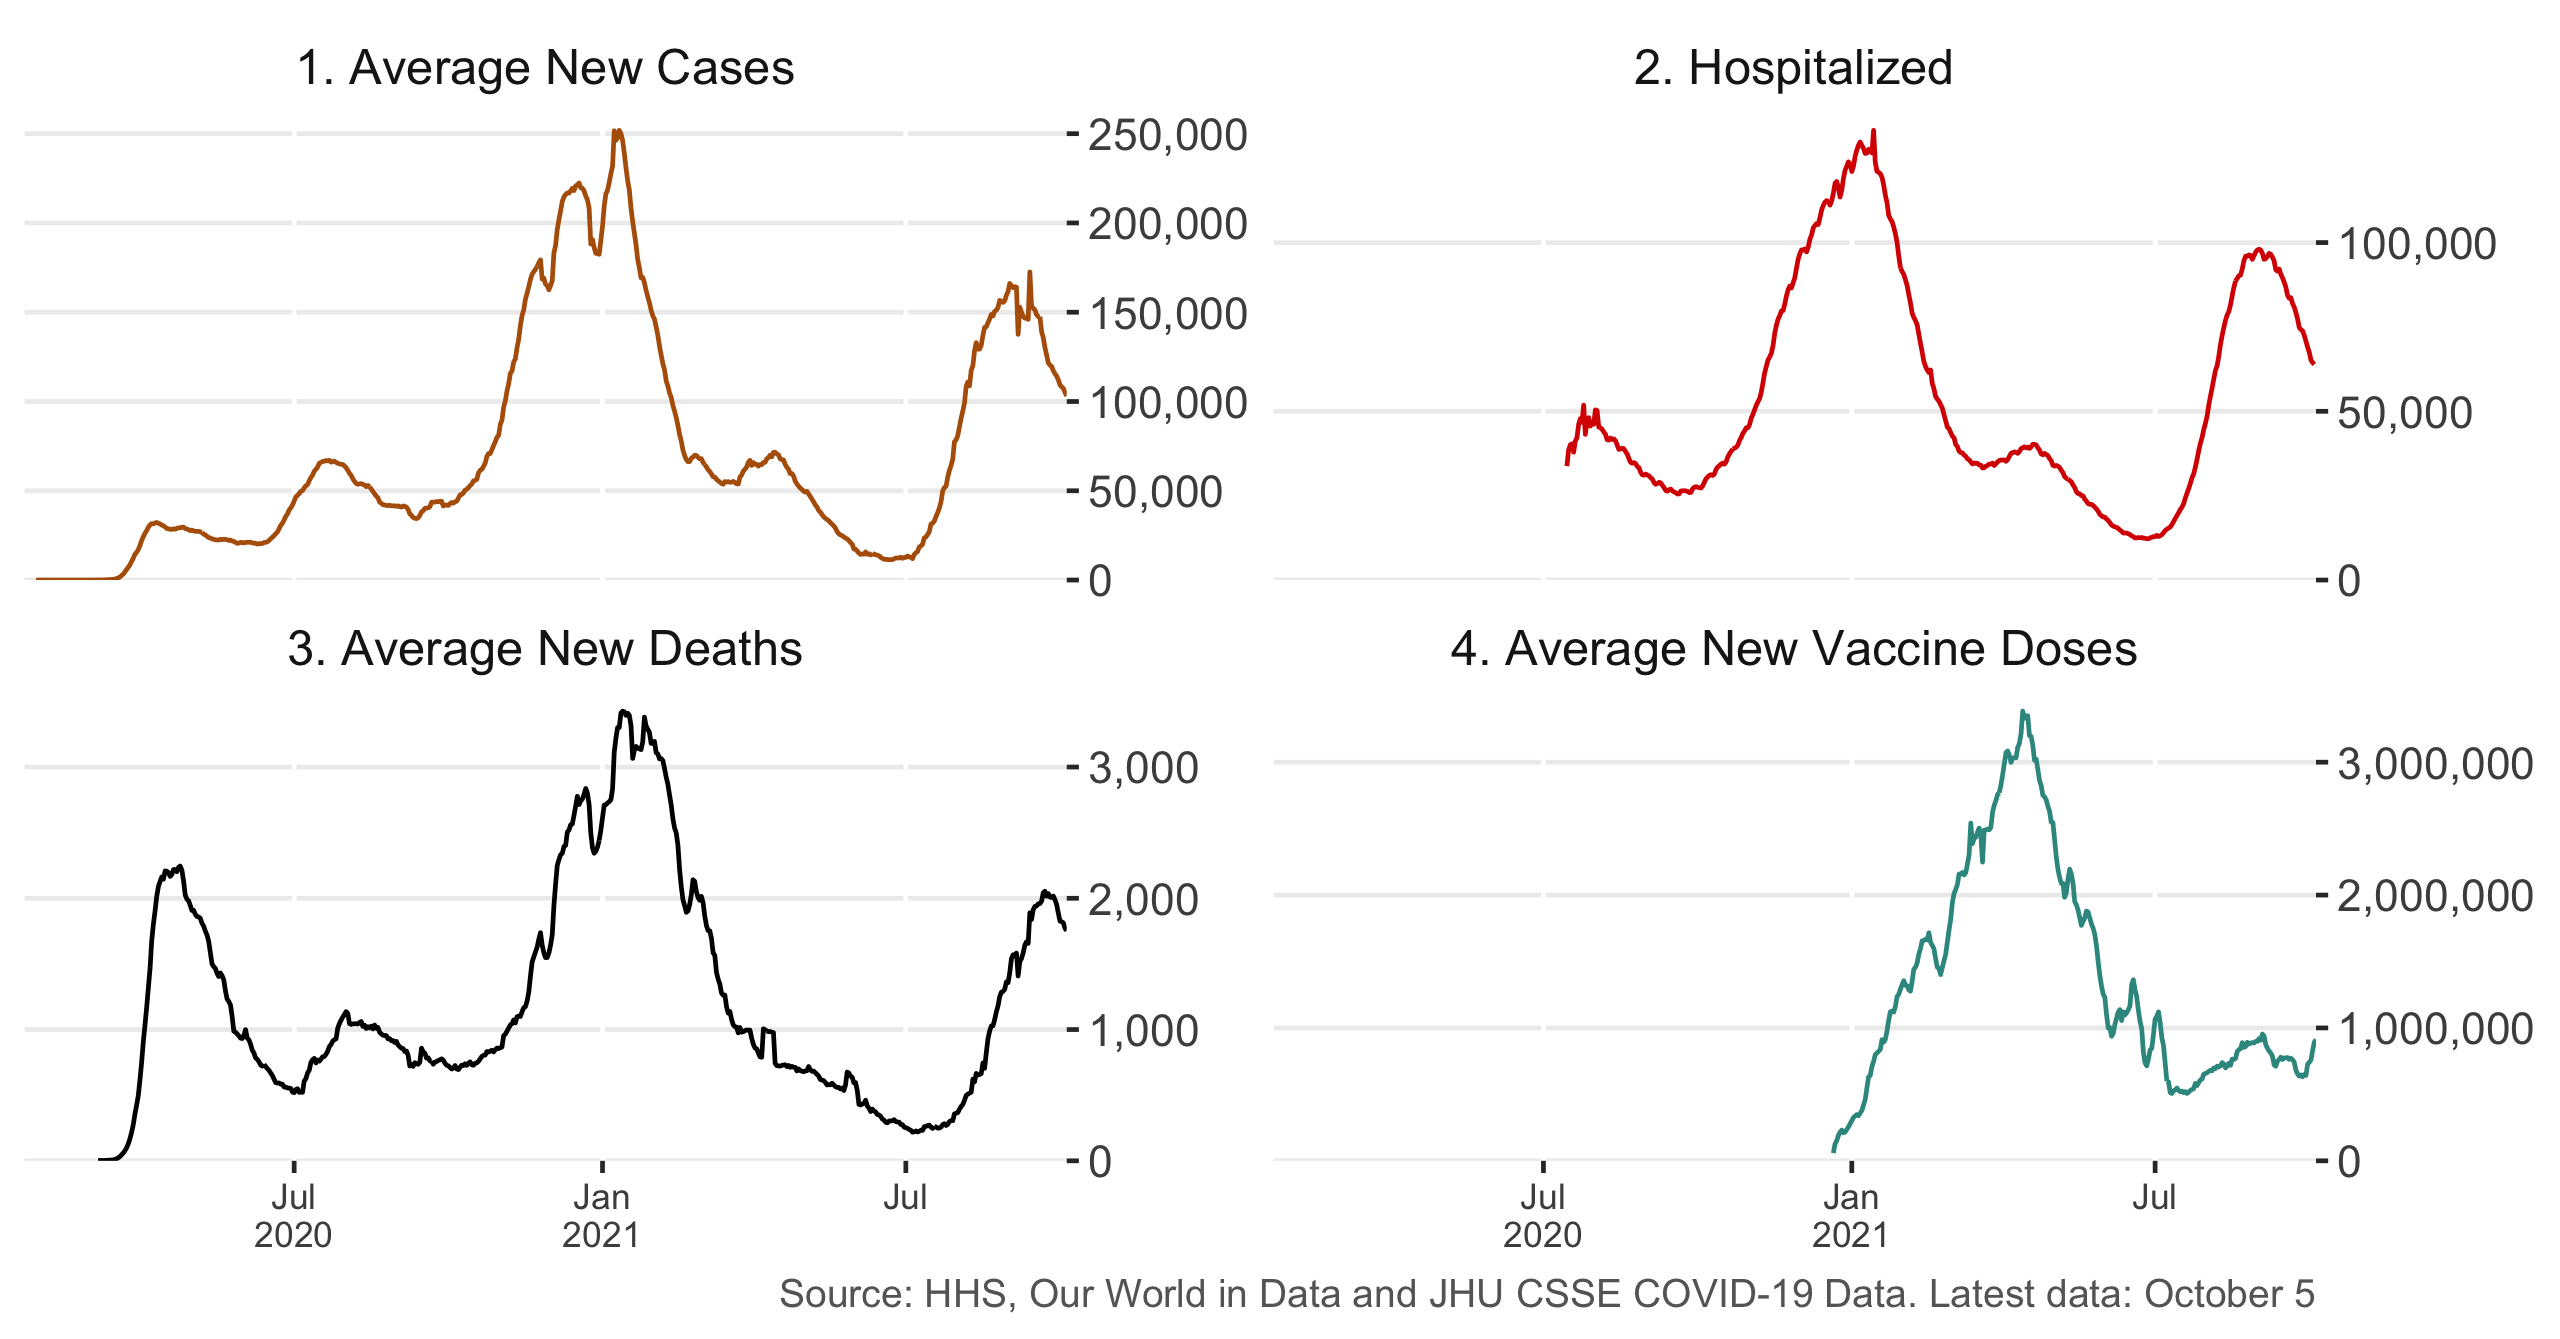 1. Average New Cases
250,000
200,000
150,000
100,000
50,000
0
2. Hospitalized
100,000
50,000
0
3. Average New Deaths
3,000
2,000
1,000
0
Jul
2020
Jan
2021
Jul
4. Average New Vaccine Doses
3,000,000
2,000,000
1,000,000
0
Jul
2020
Jan
2021
Jul
Source: HHS, Our World in Data and JHU CSSE COVID-19 Data. Latest data: October 5